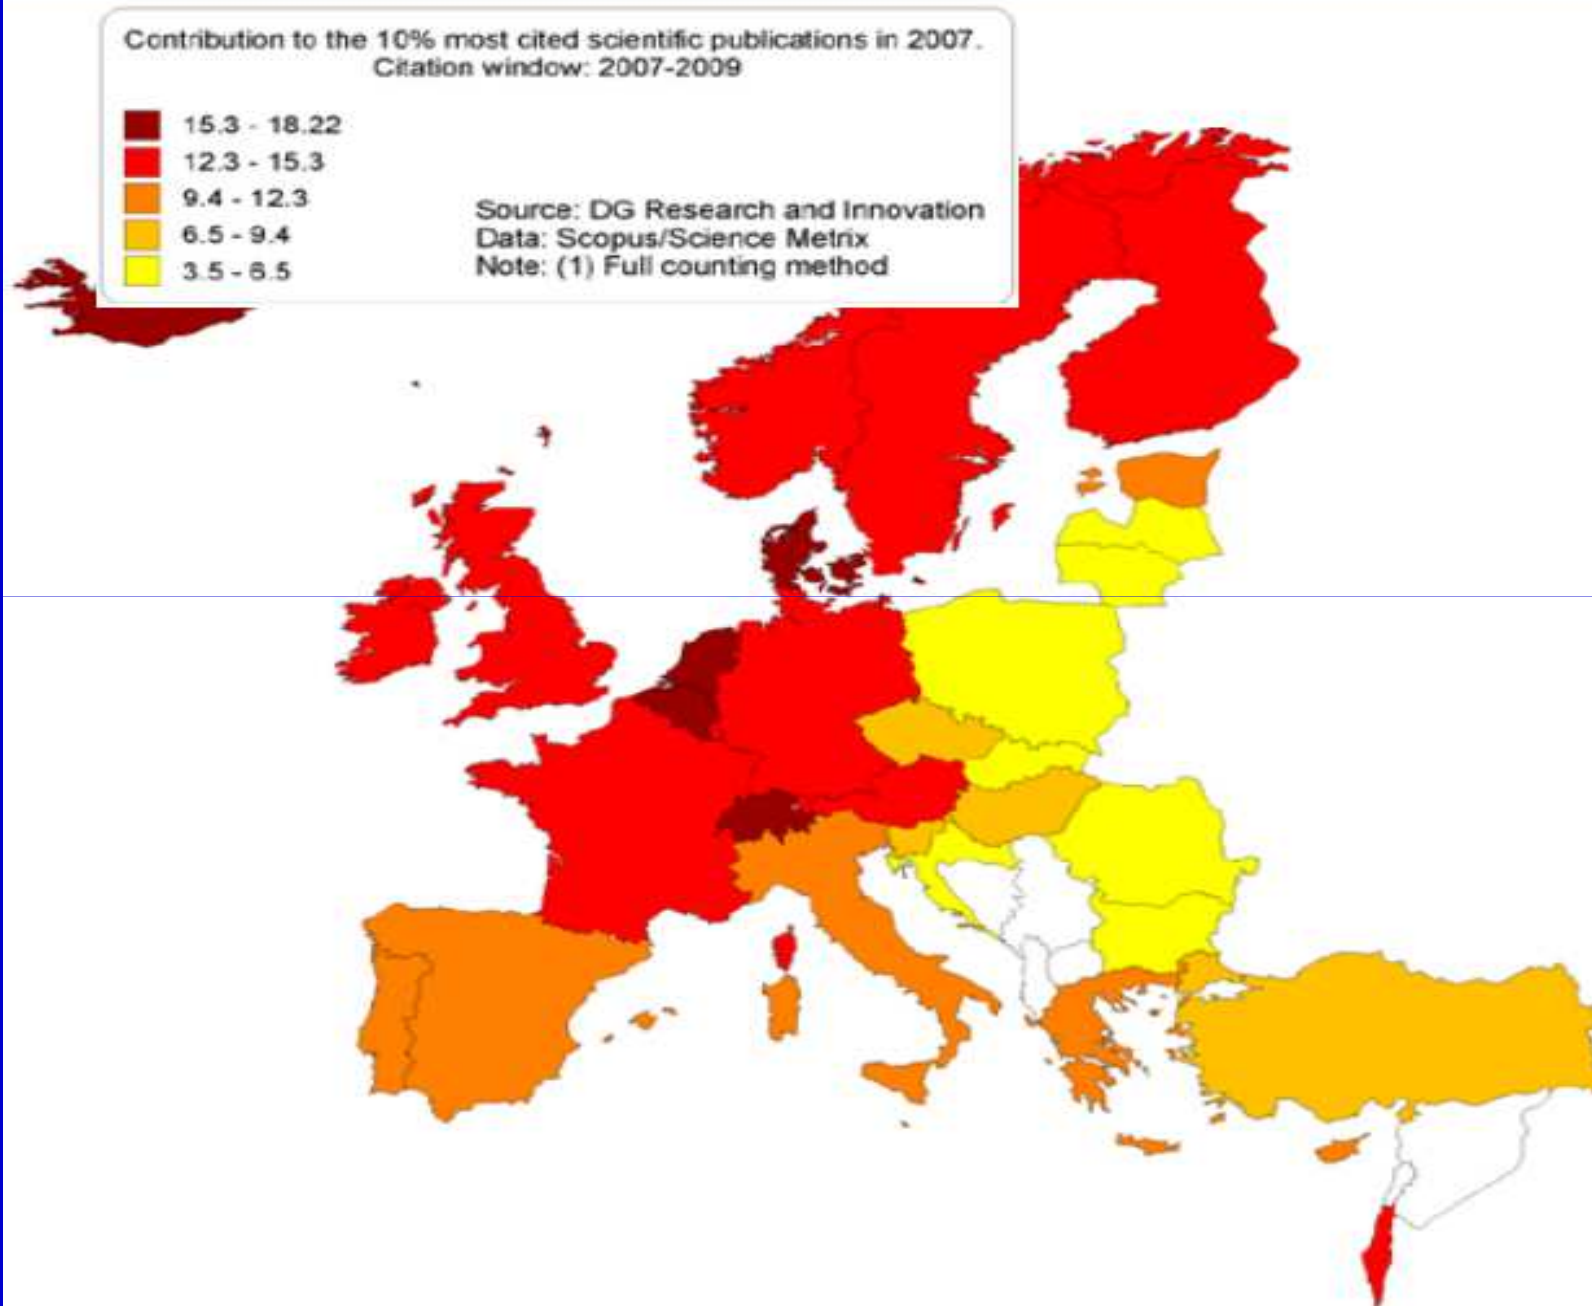 Contribution to the 10% most cited scientific publications in 2007.
Citation window: 2007-2009
15.3 - 18.22
12.3 - 15.3
9.4 - 12.3
6.5 - 9.4
3.5 - 6.5
Source: DG Research and Innovation
Data: Scopus/Science Metrix
Note: (1) Full counting method